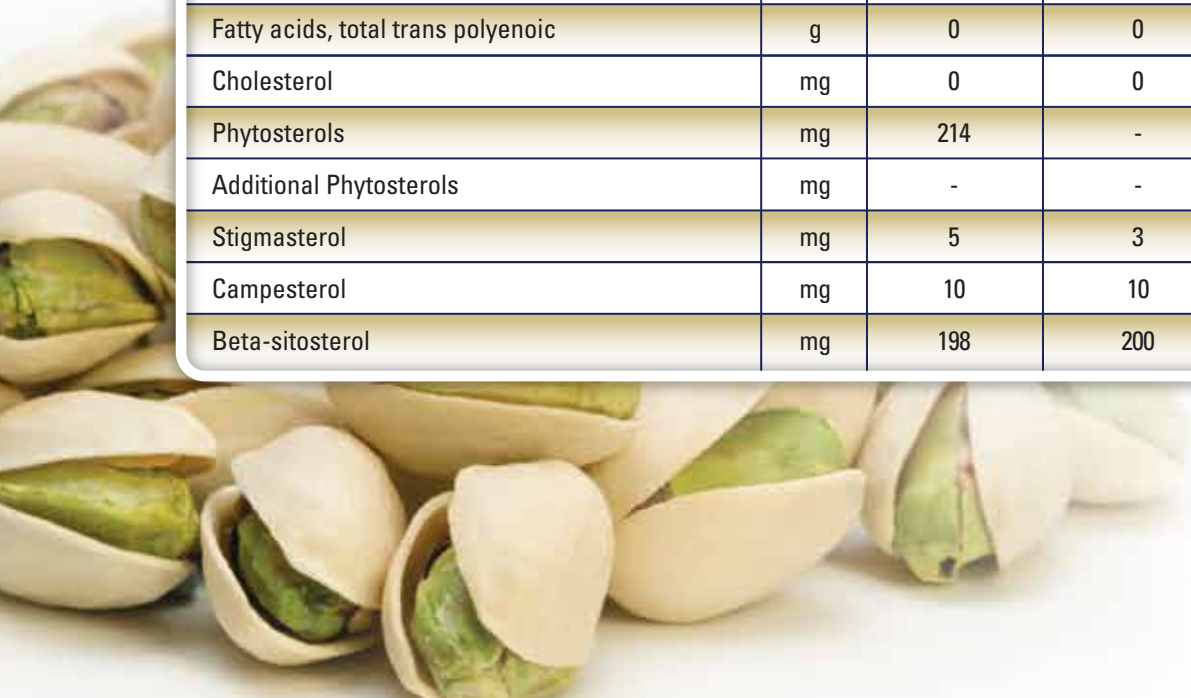 Fatty acids, total trans polyenoic g 0 0
Cholesterol mg 0 0
Phytosterols mg 214 -
Additional Phytosterols mg - -
Stigmasterol mg 5 3
Campesterol mg 10 10
Beta-sitosterol mg 198 200